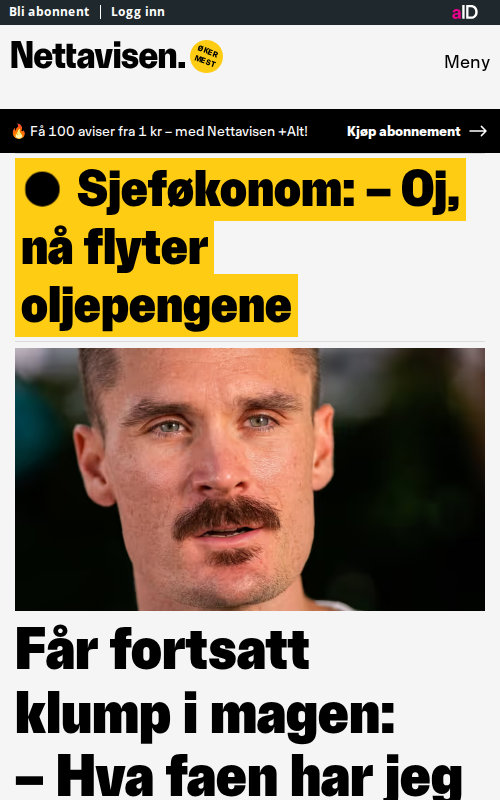 Bli abonnent
Logg inn
aID
Nettavisen.
ØKER
MEST
Meny
🔥 Få 100 aviser fra 1 kr – med Nettavisen +Alt!
Kjøp abonnement →
Sjeføkonom: – Oj,
nå flyter
oljepengene
Får fortsatt
klump i magen:
– Hva faen har jeg